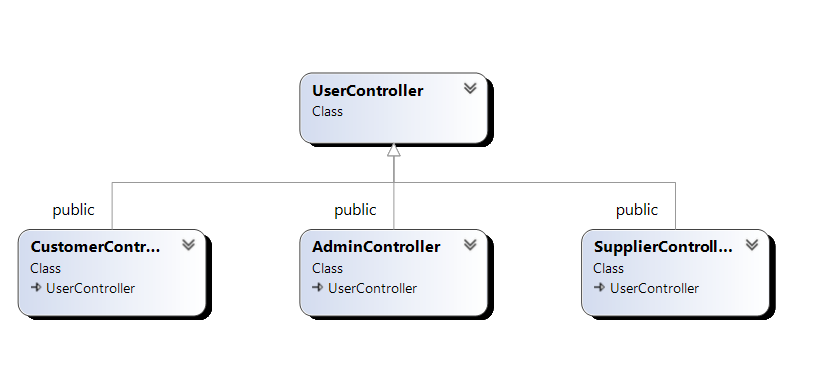 UserController
Class
public
public
public
CustomerContr...
Class
UserController
AdminController
Class
UserController
SupplierControll...
Class
UserController